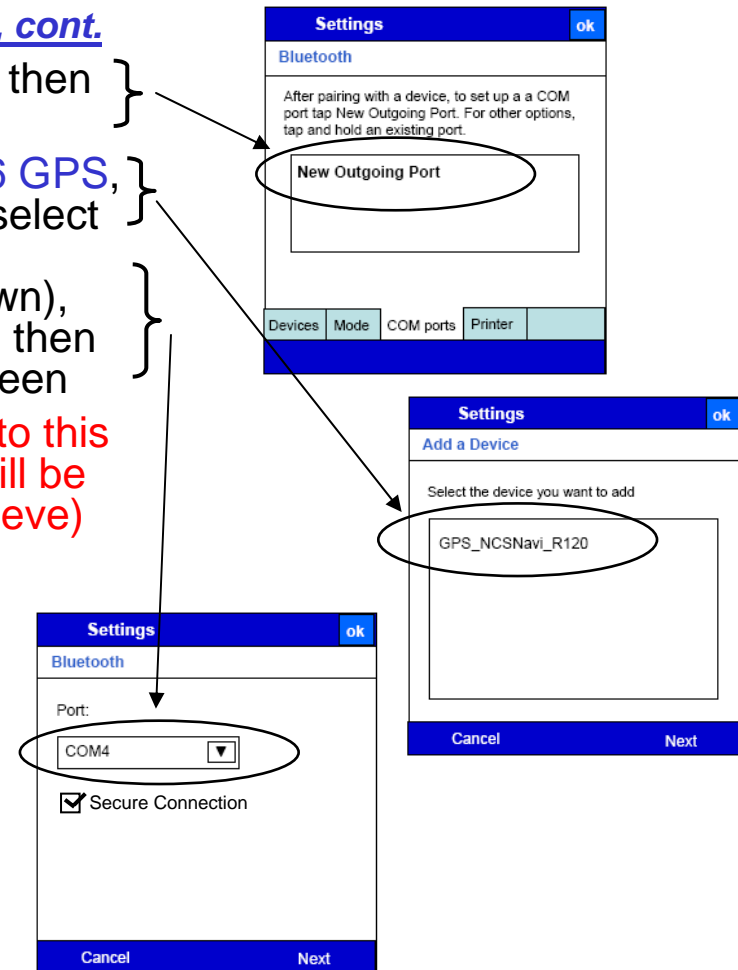 , cont.
then
6 GPS,
select
wn),
then
een
to this
ill be
eve)
Settings ok
Bluetooth
After pairing with a device, to set up a a COM
port tap New Outgoing Port. For other options,
tap and hold an existing port.
New Outgoing Port
Devices Mode COM ports Printer
Settings ok
Add a Device
Select the device you want to add
GPS_NCSNavi_R120
Cancel Next
Settings ok
Bluetooth
Port:
COM4
Secure Connection
Cancel Next